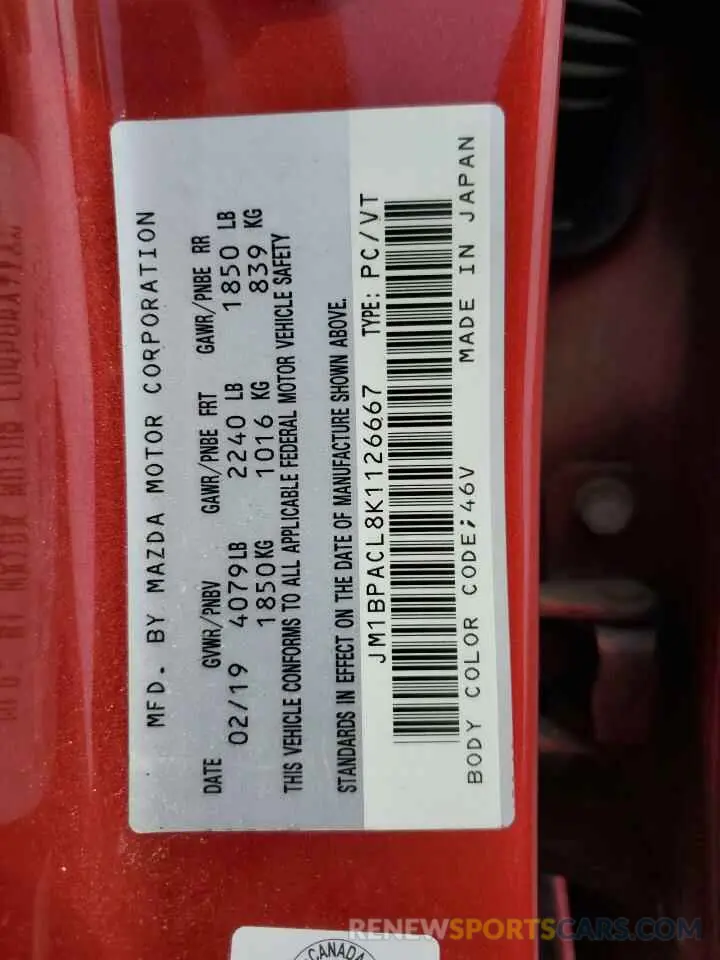 MFD. BY MAZDA MOTOR CORPORATION
DATE GVWR/PNBV GAWR/PNBE FRT GAWR/PNBE RR
02/19 4079LB 2240 LB 1850 LB
1850KG 1016 KG 839 KG
THIS VEHICLE CONFORMS TO ALL APPLICABLE FEDERAL MOTOR VEHICLE SAFETY
STANDARDS IN EFFECT ON THE DATE OF MANUFACTURE SHOWN ABOVE.
JM1BPACL8K1126667 TYPE: PC/VT
BODY COLOR CODE;46V MADE IN JAPAN
CANADA
RENEWSPORTSCARS.COM